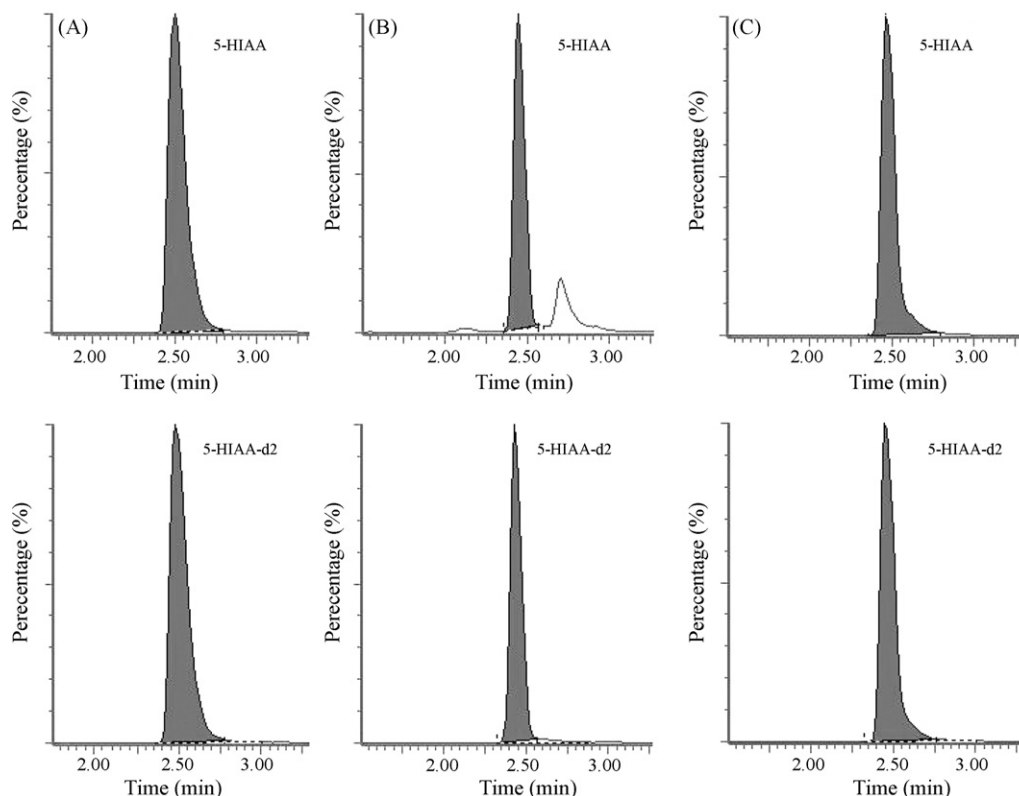 (A)
5-HIAA
Perecentage (%)
2.00 2.50 3.00
Time (min)
(B)
5-HIAA
Perecentage (%)
2.00 2.50 3.00
Time (min)
(C)
5-HIAA
Perecentage (%)
2.00 2.50 3.00
Time (min)
5-HIAA-d2
Perecentage (%)
2.00 2.50 3.00
Time (min)
5-HIAA-d2
Perecentage (%)
2.00 2.50 3.00
Time (min)
5-HIAA-d2
Perecentage (%)
2.00 2.50 3.00
Time (min)